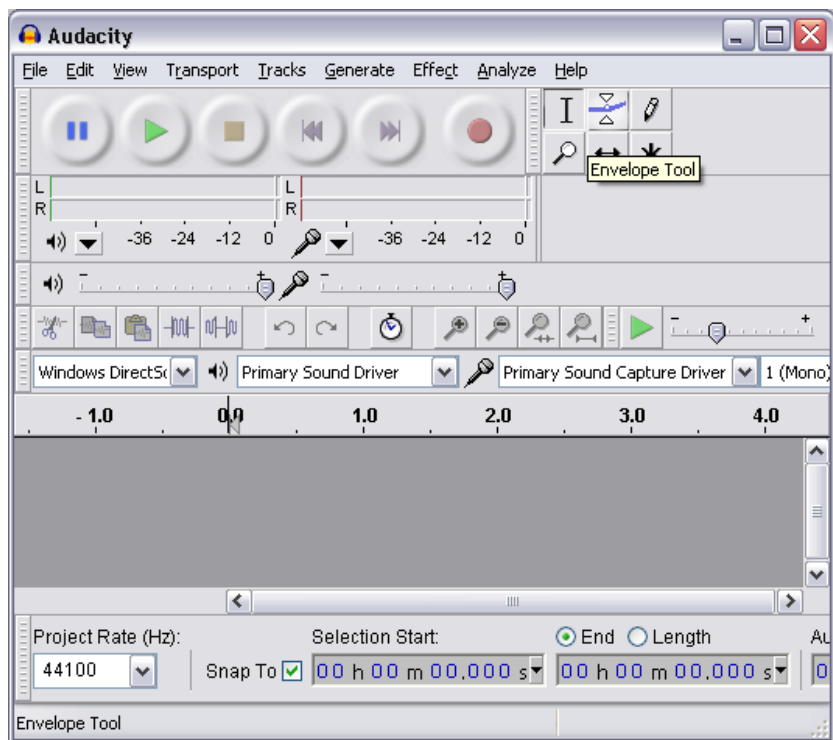 Audacity
File Edit View Transport Tracks Generate Effect Analyze Help
Envelope Tool
L
R
L
R
-36 -24 -12 0
-36 -24 -12 0
- +
- +
- +
Windows DirectSo
Primary Sound Driver
Primary Sound Capture Driver
1 (Mono)
- 1.0 0.0 1.0 2.0 3.0 4.0
Project Rate (Hz): Selection Start: End Length Au
44100 Snap To 00 h 00 m 00.000 s 00 h 00 m 00.000 s 0
Envelope Tool